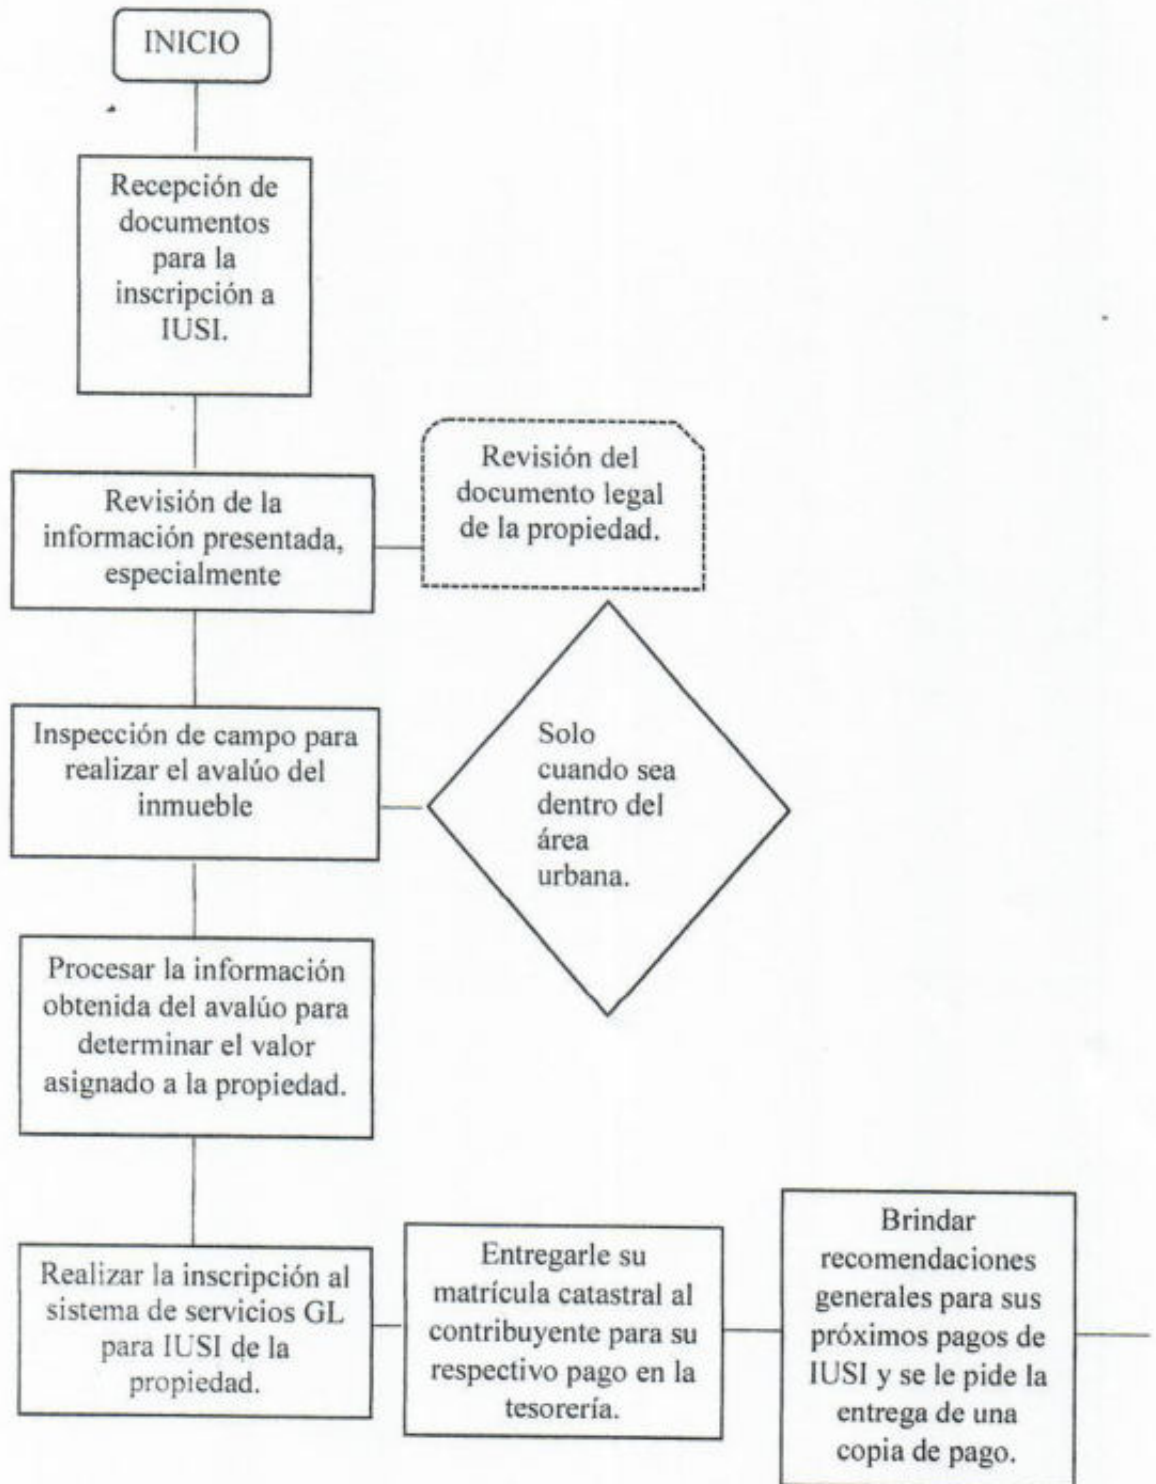 INICIO
Recepción de
documentos
para la
inscripción a
IUSI.
Revisión de la
información presentada,
especialmente
Revisión del
documento legal
de la propiedad.
Inspección de campo para
realizar el avalúo del
inmueble
Solo
cuando sea
dentro del
área
urbana.
Procesar la información
obtenida del avalúo para
determinar el valor
asignado a la propiedad.
Realizar la inscripción al
sistema de servicios GL
para IUSI de la
propiedad.
Entregarle su
matrícula catastral al
contribuyente para su
respectivo pago en la
tesorería.
Brindar
recomendaciones
generales para sus
próximos pagos de
IUSI y se le pide la
entrega de una
copia de pago.